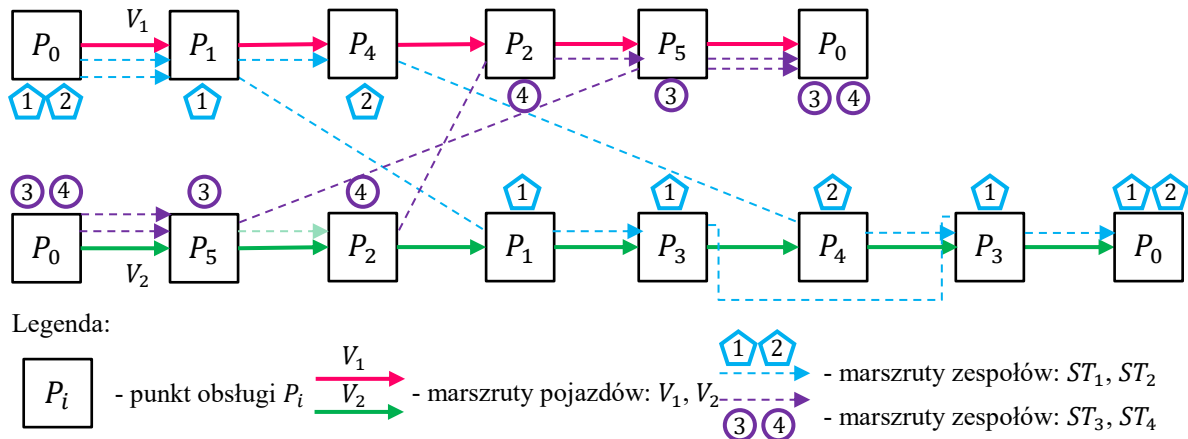 V₁
P₀ P₁ P₄ P₂ P₅ P₀
1 2 1 2 4 3 3 4
3 4 3 4 1 1 2 1 1 2
P₀ P₅ P₂ P₁ P₃ P₄ P₃ P₀
V₂
Legenda:
Pᵢ - punkt obsługi Pᵢ
V₁
V₂ - marszruty pojazdów: V₁, V₂
1 2 - marszruty zespołów: ST₁, ST₂
3 4 - marszruty zespołów: ST₃, ST₄